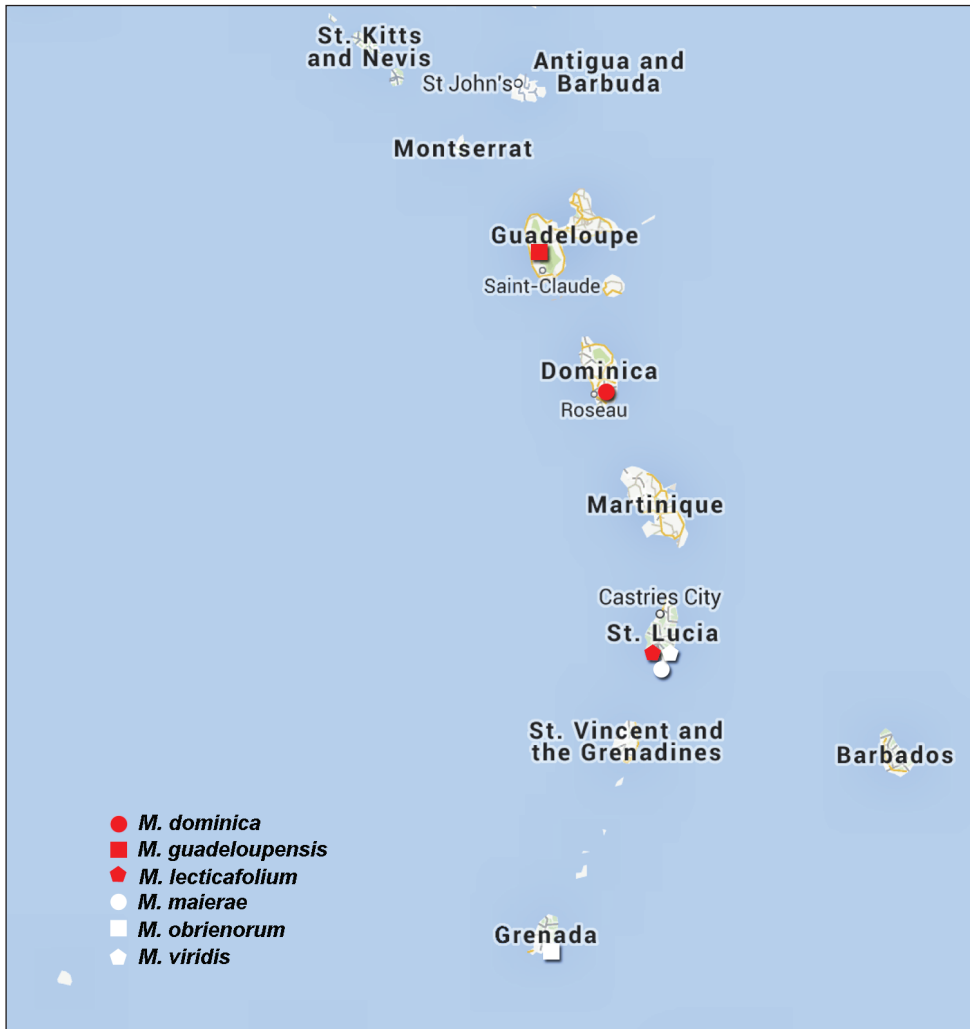 St. Kitts
and Nevis
Antigua and
Barbuda
St John's
Montserrat
Guadeloupe
Saint-Claude
Dominica
Roseau
Martinique
Castries City
St. Lucia
St. Vincent and
the Grenadines
Barbados
M. dominica
M. guadeloupensis
M. lecticafolium
M. maierae
M. obrienorum
M. viridis
Grenada